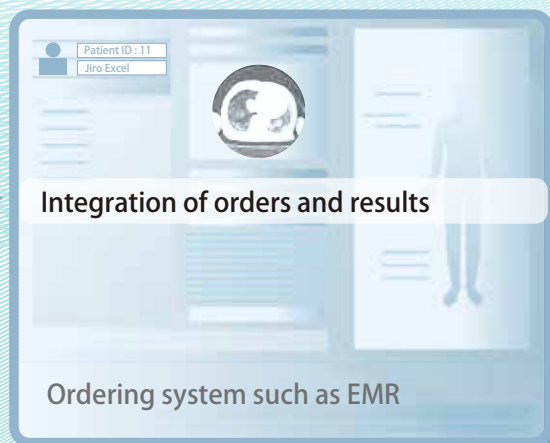 Patient ID : 11
Jiro Excel
Integration of orders and results
Ordering system such as EMR